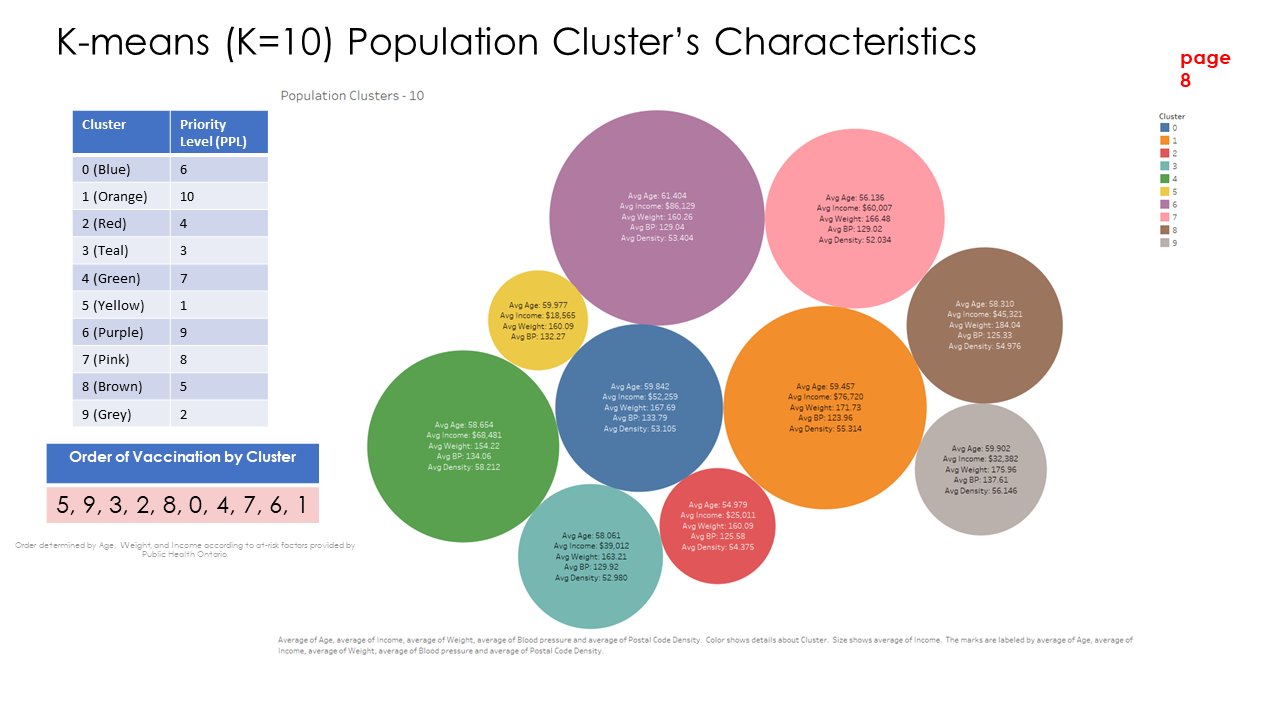 K-means (K=10) Population Cluster's Characteristics
page
8
Population Clusters - 10
Cluster Priority Level (PPL)
0 (Blue) 6
1 (Orange) 10
2 (Red) 4
3 (Teal) 3
4 (Green) 7
5 (Yellow) 1
6 (Purple) 9
7 (Pink) 8
8 (Brown) 5
9 (Grey) 2
Order of Vaccination by Cluster
5, 9, 3, 2, 8, 0, 4, 7, 6, 1
Order determined by Age, Weight, and Income according to at-risk factors provided by
Public Health Ontario
Avg Age: 61.404
Avg Income: $86,129
Avg Weight: 160.26
Avg BP: 129.04
Avg Density: 53.404
Avg Age: 56.136
Avg Income: $60,007
Avg Weight: 166.48
Avg BP: 129.02
Avg Density: 52.034
Avg Age: 59.977
Avg Income: $18,565
Avg Weight: 160.09
Avg BP: 132.27
Avg Age: 58.310
Avg Income: $45,321
Avg Weight: 184.04
Avg BP: 125.33
Avg Density: 54.976
Avg Age: 59.842
Avg Income: $52,259
Avg Weight: 167.69
Avg BP: 133.79
Avg Density: 53.105
Avg Age: 59.457
Avg Income: $76,720
Avg Weight: 171.73
Avg BP: 123.96
Avg Density: 55.314
Avg Age: 58.654
Avg Income: $68,481
Avg Weight: 154.22
Avg BP: 134.06
Avg Density: 58.212
Avg Age: 59.902
Avg Income: $32,382
Avg Weight: 175.96
Avg BP: 137.61
Avg Density: 56.146
Avg Age: 54.979
Avg Income: $25,011
Avg Weight: 160.09
Avg BP: 125.58
Avg Density: 54.375
Avg Age: 58.061
Avg Income: $39,012
Avg Weight: 163.21
Avg BP: 129.92
Avg Density: 52.980
Cluster
0
1
2
3
4
5
6
7
8
9
Average of Age, average of Income, average of Weight, average of Blood pressure and average of Postal Code Density. Color shows details about Cluster. Size shows average of Income. The marks are labeled by average of Age, average of
Income, average of Weight, average of Blood pressure and average of Postal Code Density.